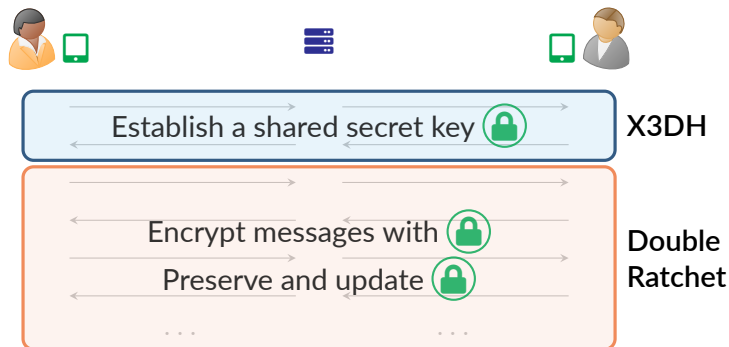 Establish a shared secret key
X3DH
Encrypt messages with
Preserve and update
Double
Ratchet
. . .
. . .